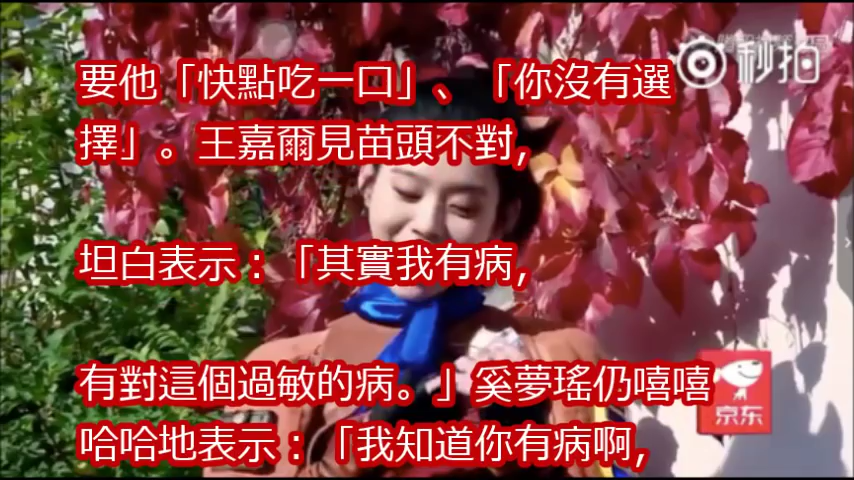 秒拍
要他「快點吃一口」、「你沒有選
擇」。王嘉爾見苗頭不對,
坦白表示：「其實我有病,
有對這個過敏的病。」奚夢瑤仍嘻嘻
哈哈地表示：「我知道你有病啊,
京东